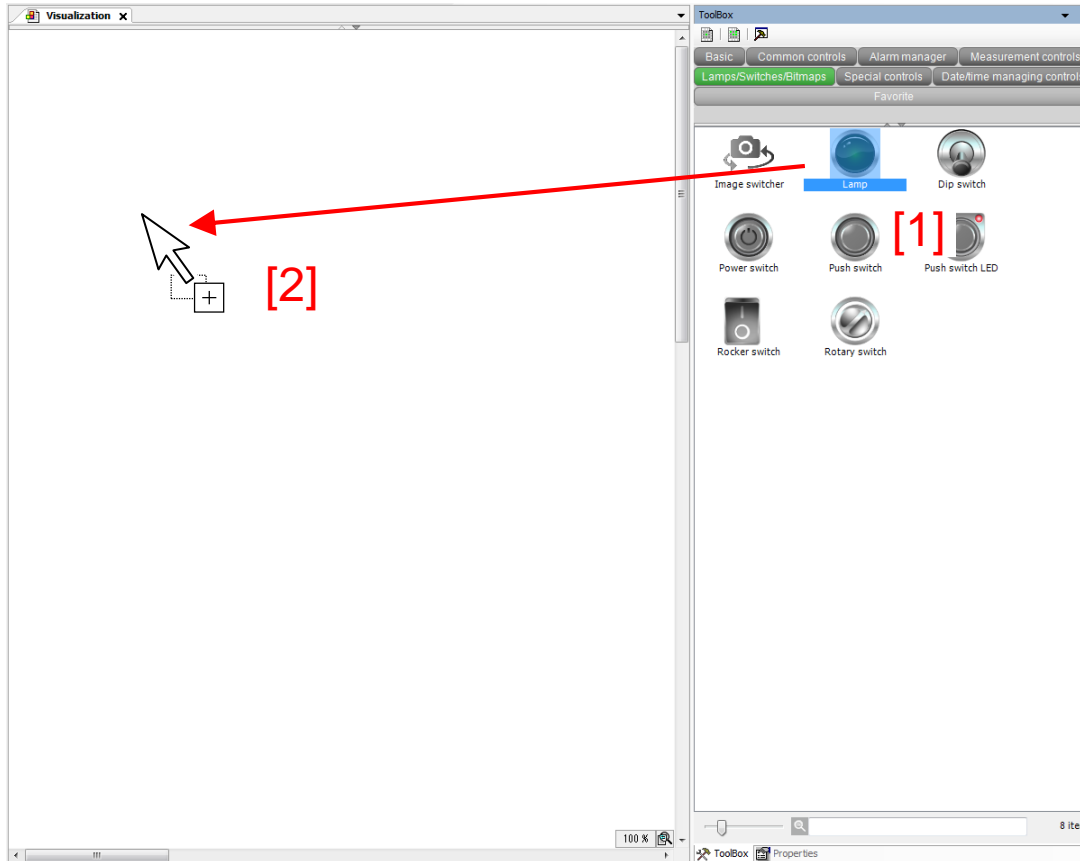 Visualization x
ToolBox
Basic Common controls Alarm manager Measurement controls
Lamps/Switches/Bitmaps Special controls Date/time managing controls
Favorite
Image switcher Lamp Dip switch
[1]
Power switch Push switch Push switch LED
[2]
Rocker switch Rotary switch
100 %
8 ite
ToolBox Properties